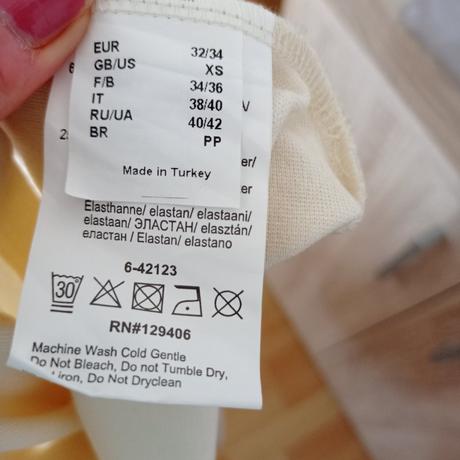 EUR 32/34
GB/US XS
F/B 34/36
IT 38/40
RU/UA 40/42
BR PP
Made in Turkey
Elasthanne/ elastan/ elastaani/
elastaan/ ЭЛАСТАН/ elasztán/
еластан / Elastan/ elastano
6-42123
30°
RN#129406
Machine Wash Cold Gentle
Do Not Bleach, Do not Tumble Dry,
Iron, Do Not Dryclean